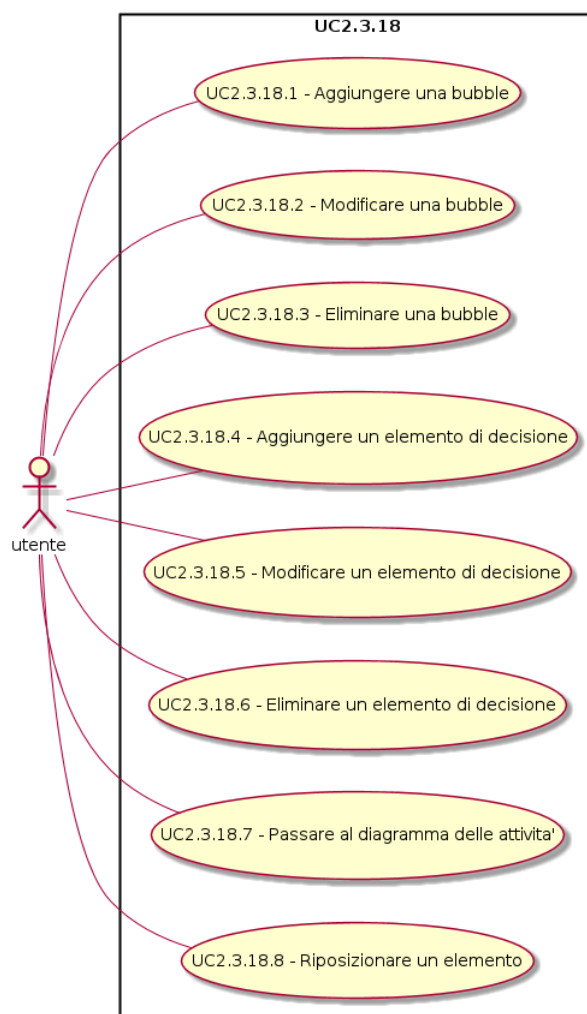 UC2.3.18
UC2.3.18.1 - Aggiungere una bubble
UC2.3.18.2 - Modificare una bubble
UC2.3.18.3 - Eliminare una bubble
UC2.3.18.4 - Aggiungere un elemento di decisione
utente
UC2.3.18.5 - Modificare un elemento di decisione
UC2.3.18.6 - Eliminare un elemento di decisione
UC2.3.18.7 - Passare al diagramma delle attivita'
UC2.3.18.8 - Riposizionare un elemento